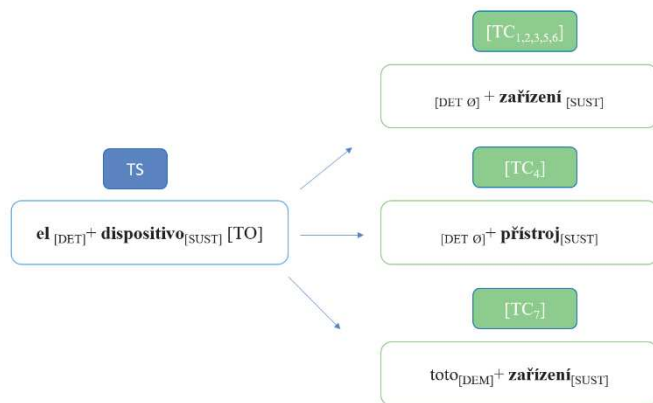 [TC1,2,3,5,6]
[DET Ø] + zařízení [SUST]
TS
[TC4]
el [DET]+ dispositivo[SUST] [TO]
[DET Ø]+ přístroj[SUST]
[TC7]
toto[DEM]+ zařízení[SUST]